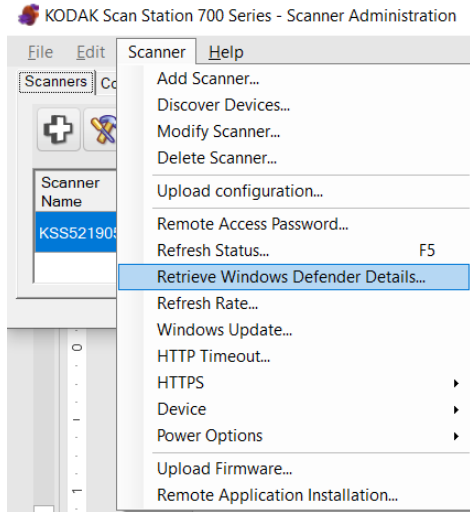 KODAK Scan Station 700 Series - Scanner Administration
File Edit Scanner Help
Scanners
Add Scanner...
Discover Devices...
Modify Scanner...
Delete Scanner...
Upload configuration...
Remote Access Password...
Refresh Status... F5
Retrieve Windows Defender Details...
Refresh Rate...
Windows Update...
HTTP Timeout...
HTTPS
Device
Power Options
Upload Firmware...
Remote Application Installation...
Scanner
Name
KSS521905